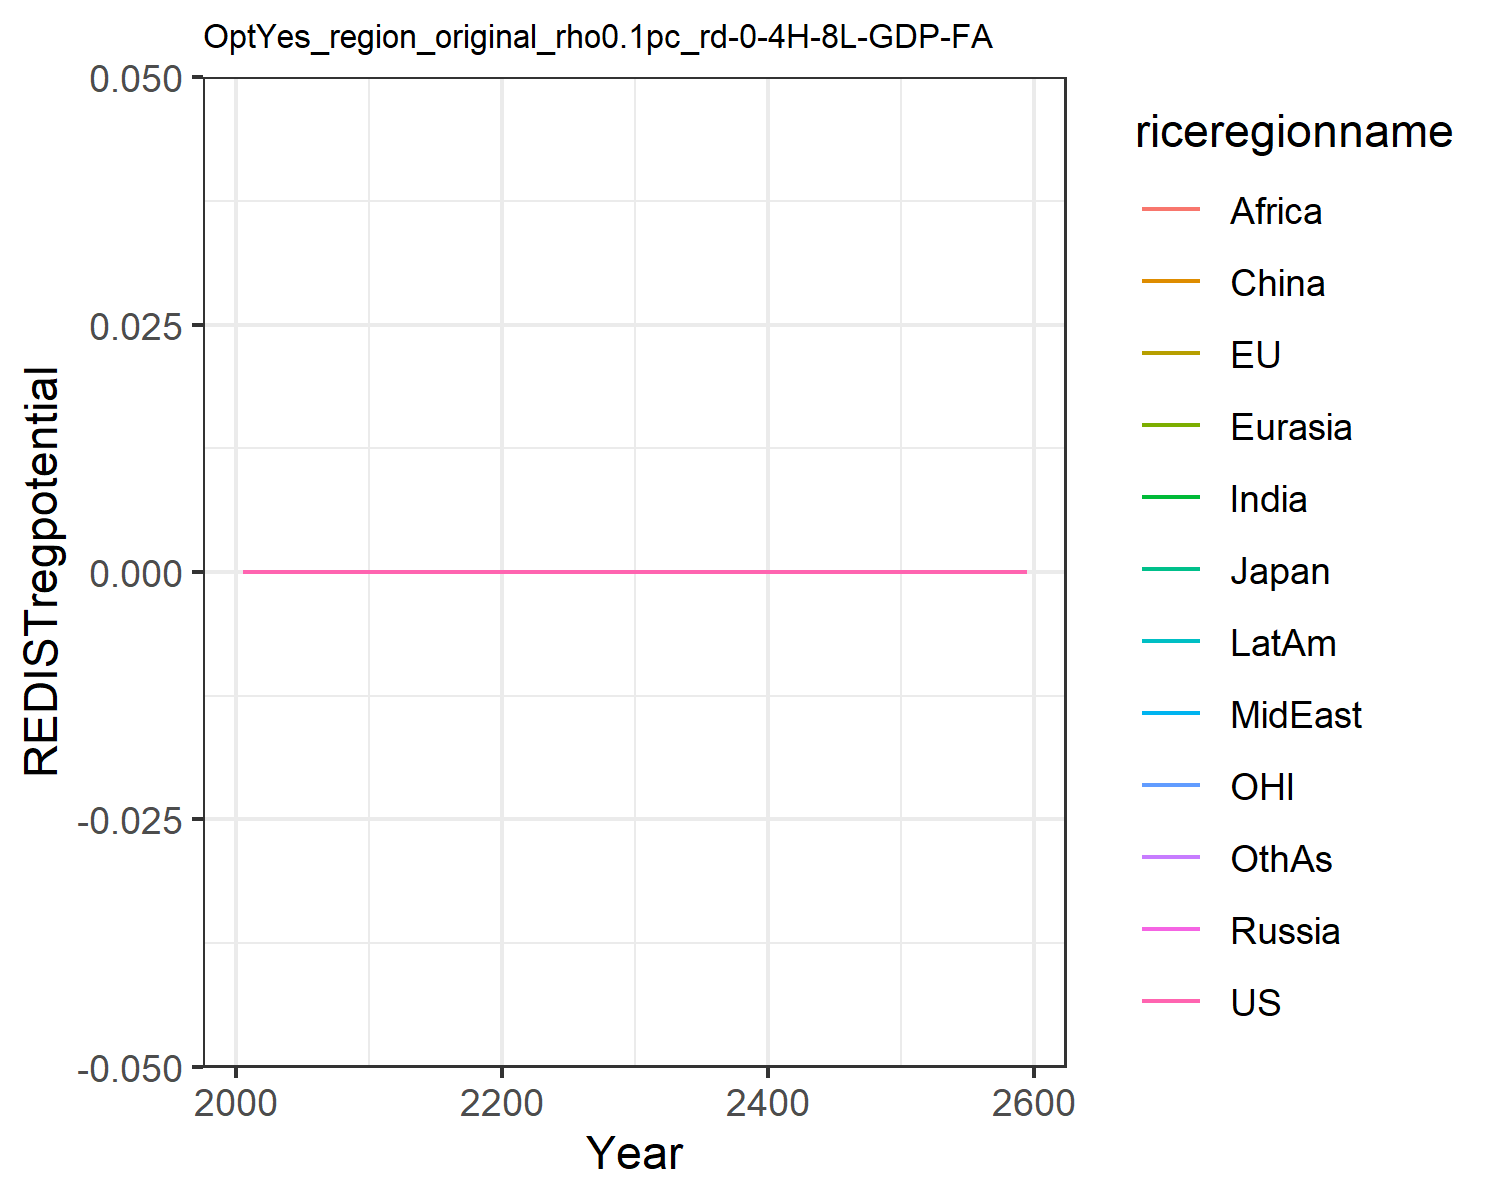 OptYes_region_original_rho0.1pc_rd-0-4H-8L-GDP-FA
0.050
0.025
0.000
-0.025
-0.050
REDISTregpotential
2000 2200 2400 2600
Year
riceregionname
Africa
China
EU
Eurasia
India
Japan
LatAm
MidEast
OHI
OthAs
Russia
US